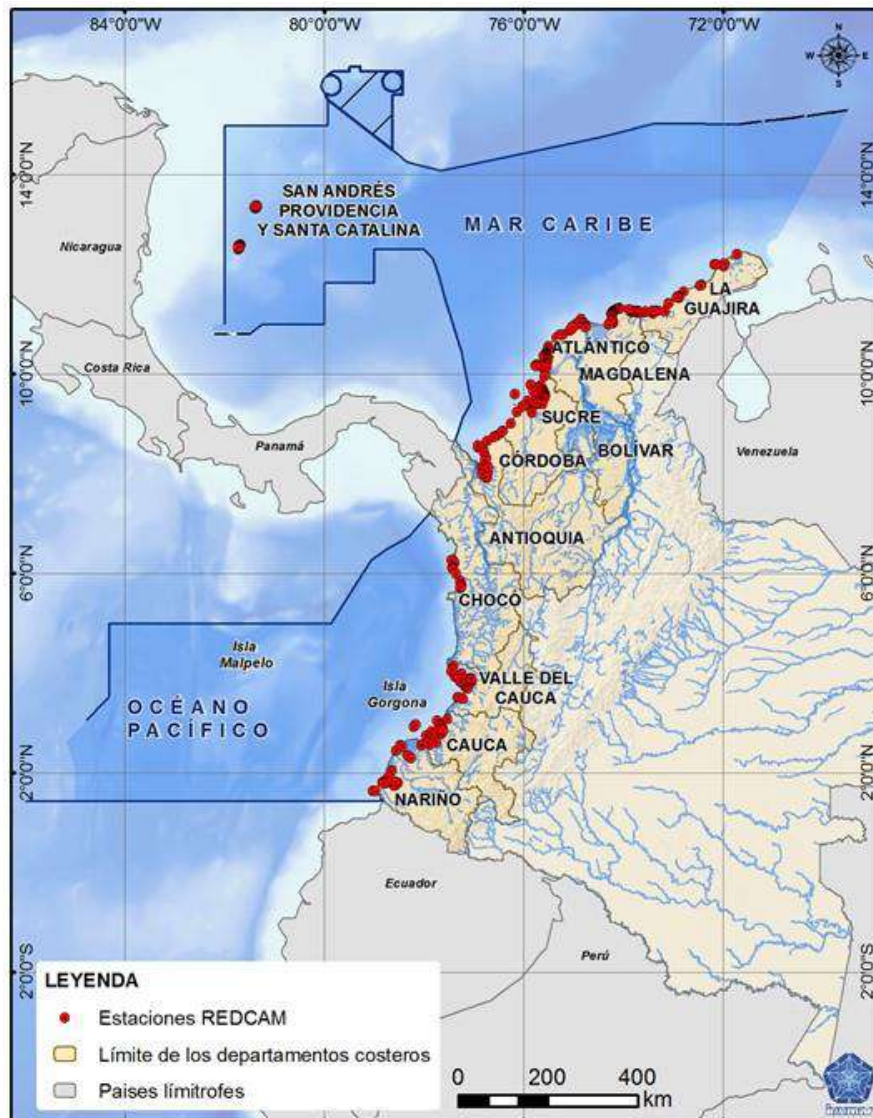 84°0'0"W 80°0'0"W 76°0'0"W 72°0'0"W
N
W E
S
14°0'0"N 14°0'0"N
SAN ANDRÉS
PROVIDENCIA
Y SANTA CATALINA
MAR CARIBE
Nicaragua
LA
GUAJIRA
Costa Rica
ATLÁNTICO
10°0'0"N 10°0'0"N
MAGDALENA
SUCRE
Panamá
BOLÍVAR
Venezuela
CÓRDOBA
ANTIOQUIA
6°0'0"N 6°0'0"N
CHOCÓ
Isla
Malpelo
VALLE DEL
CAUCA
Isla
Gorgona
OCÉANO
PACÍFICO
CAUCA
2°0'0"N 2°0'0"N
NARIÑO
Ecuador
Perú
2°0'0"S 2°0'0"S
LEYENDA
Estaciones REDCAM
Límite de los departamentos costeros
Paises límitrofes
0 200 400
km